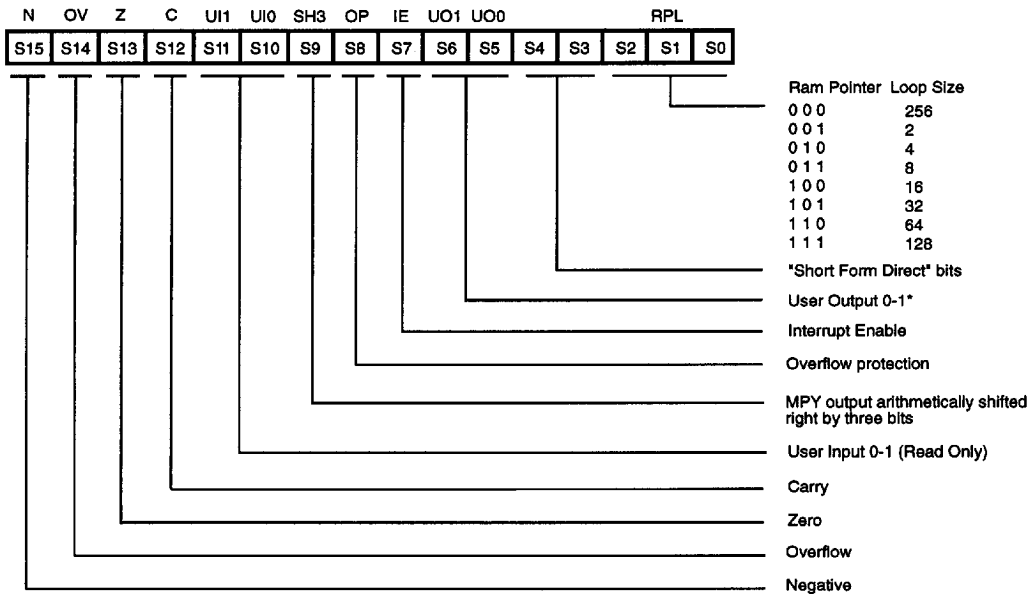 N OV Z C UI1 UI0 SH3 OP IE UO1 UO0 RPL
S15 S14 S13 S12 S11 S10 S9 S8 S7 S6 S5 S4 S3 S2 S1 S0
Ram Pointer Loop Size
0 0 0 256
0 0 1 2
0 1 0 4
0 1 1 8
1 0 0 16
1 0 1 32
1 1 0 64
1 1 1 128
"Short Form Direct" bits
User Output 0-1*
Interrupt Enable
Overflow protection
MPY output arithmetically shifted
right by three bits
User Input 0-1 (Read Only)
Carry
Zero
Overflow
Negative